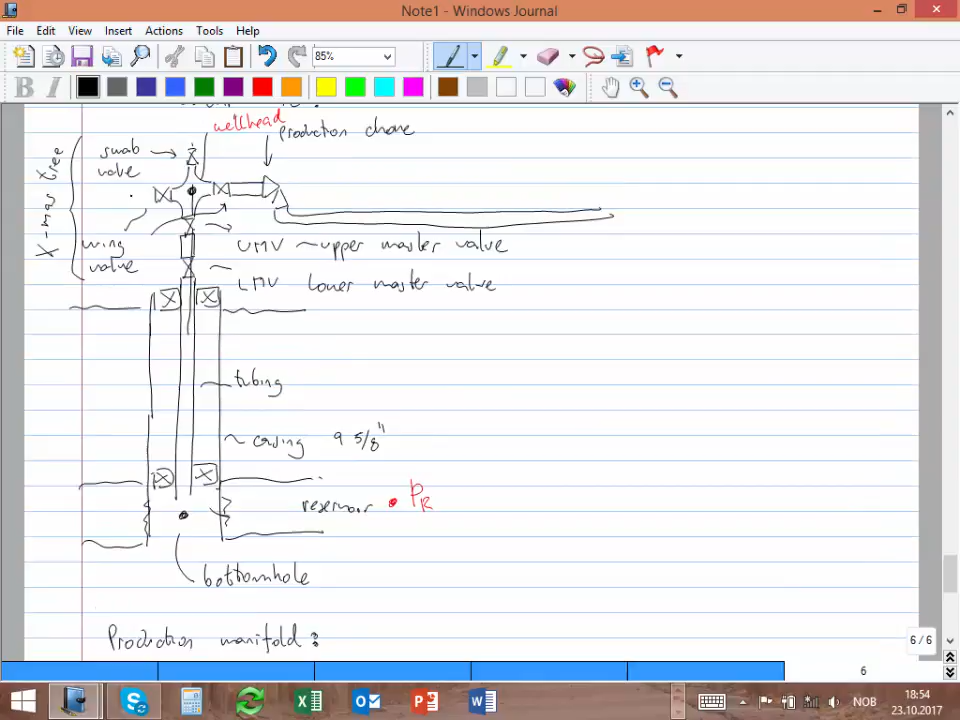 Note1 - Windows Journal
File Edit View Insert Actions Tools Help
85%
wellhead
production choke
swab
valve
X-mas tree
wing
valve
UMV ~ upper master valve
LMV lower master valve
tubing
casing 9 5/8"
reservoir • PR
bottomhole
Production manifold :
6 / 6
6
NOB
18:54
23.10.2017